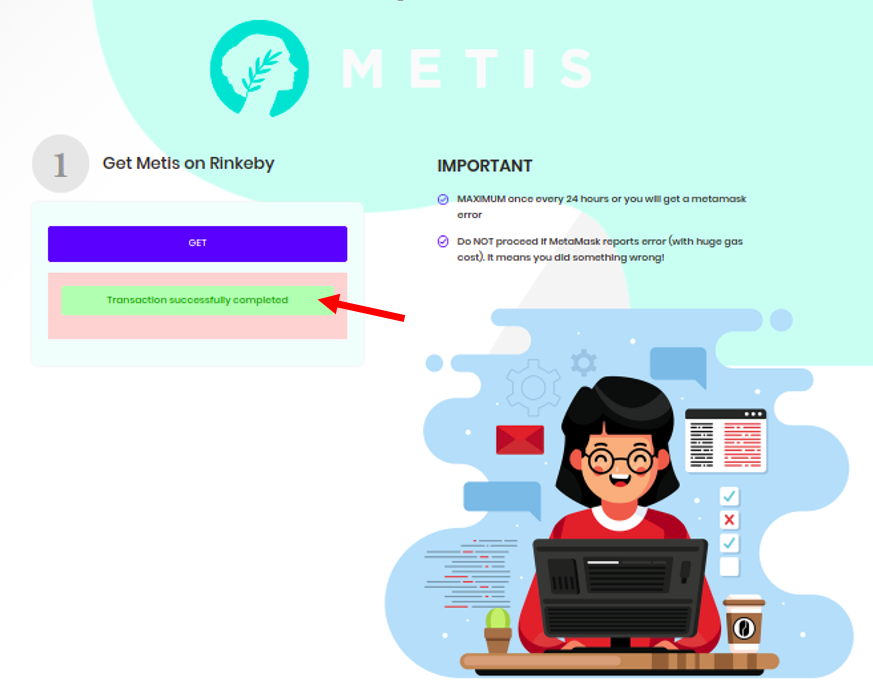 METIS
1 Get Metis on Rinkeby
GET
Transaction successfully completed
IMPORTANT
MAXIMUM once every 24 hours or you will get a metamask
error
Do NOT proceed if MetaMask reports error (with huge gas
cost). It means you did something wrong!